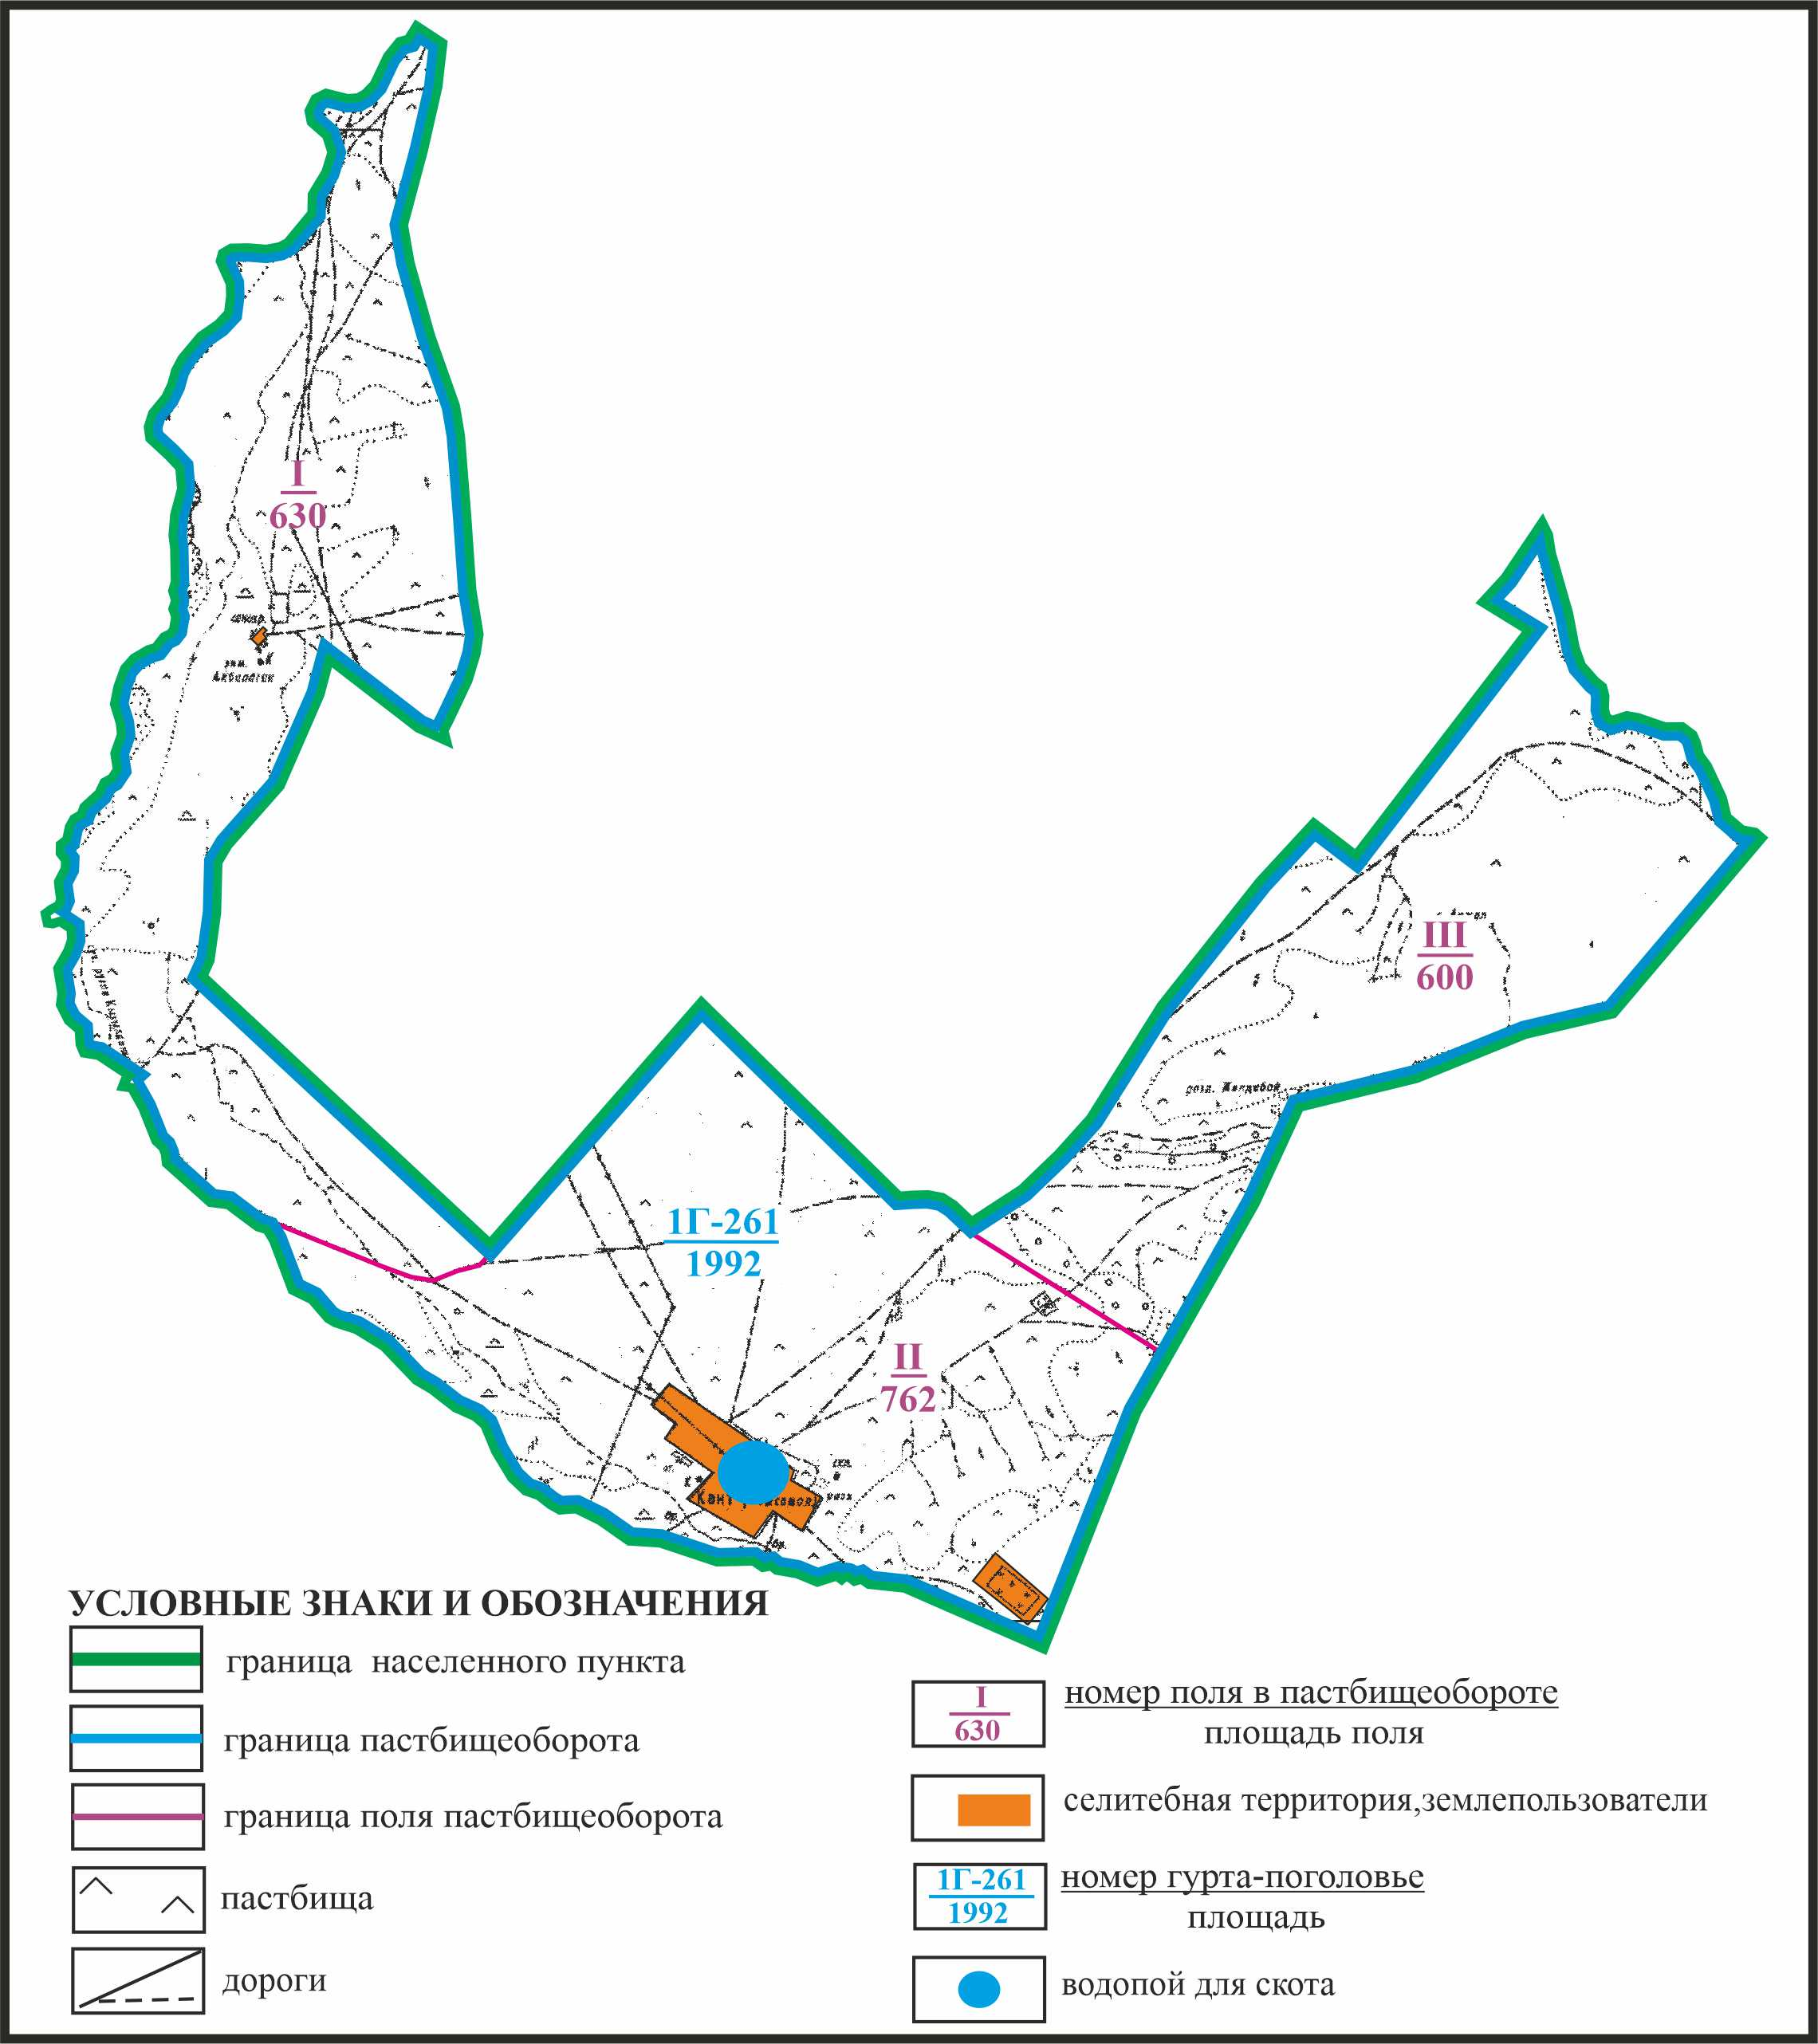 I
630
III
600
1Г-261
1992
II
762
УСЛОВНЫЕ ЗНАКИ И ОБОЗНАЧЕНИЯ
граница населенного пункта
граница пастбищеоборота
граница поля пастбищеоборота
пастбища
дороги
I
630
номер поля в пастбищеобороте
площадь поля
селитебная территория,землепользователи
1Г-261
1992
номер гурта-поголовье
площадь
водопой для скота